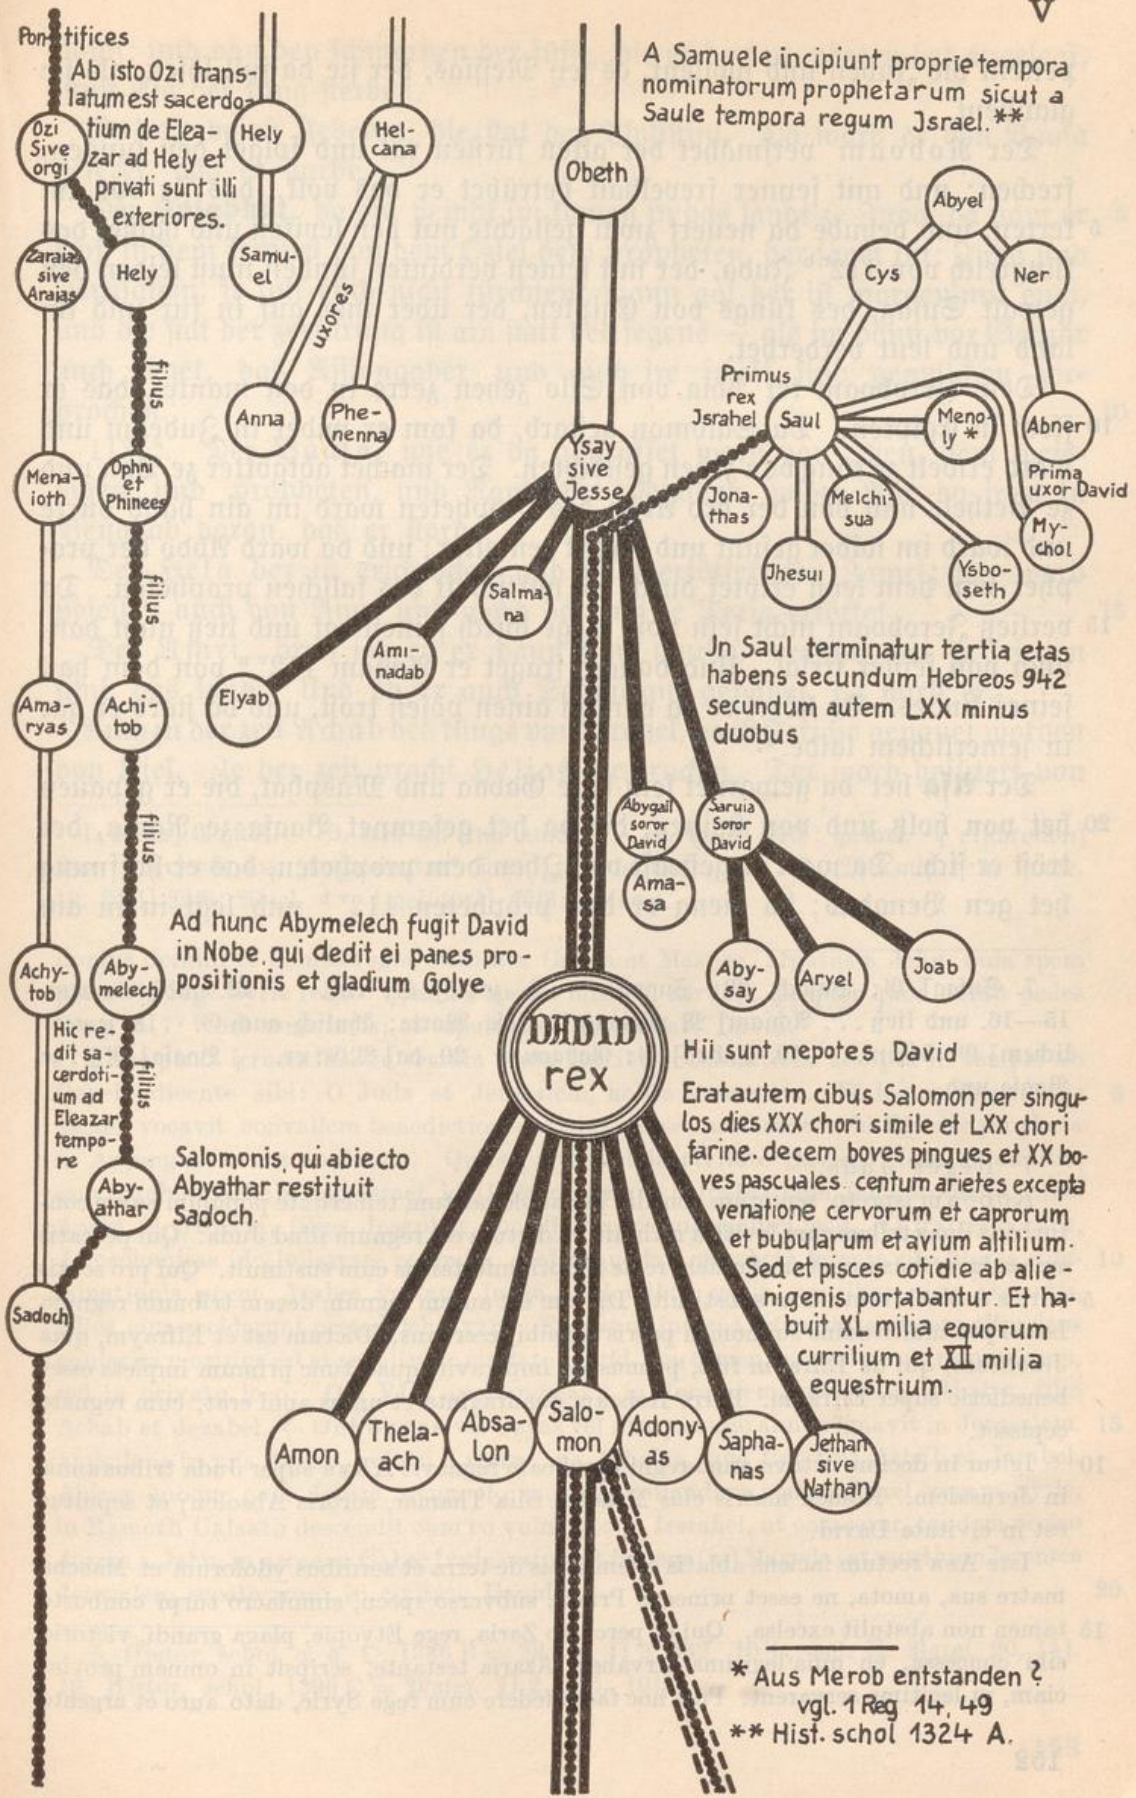 V
Pontifices
Ab isto Ozi trans-
latum est sacerdo-
tium de Elea-
zar ad Hely et
privati sunt illi
exteriores.
A Samuele incipiunt proprie tempora
nominatorum prophetarum sicut a
Saule tempora regum Jsrael.**
Ozi
Sive
orgi
Hely
Hel-
cana
Obeth
Abyel
Zaraias
sive
Araias
Hely
Samu-
el
Cys
Ner
uxores
filius
Anna
Phe-
nenna
Primus
rex
Jsrahel
Saul
Meno-
ly *
Abner
Ysay
sive
Jesse
Prima
uxor David
Mena-
ioth
Ophni
et
Phinees
Jona-
thas
Melchi-
sua
My-
chol
Jhesui
Ysbo-
seth
filius
Salma-
na
Ami-
nadab
Elyab
Jn Saul terminatur tertia etas
habens secundum Hebreos 942
secundum autem LXX minus
duobus
Ama-
ryas
Achi-
tob
filius
Abygail
soror
David
Saruia
Soror
David
Ama-
sa
Ad hunc Abymelech fugit David
in Nobe, qui dedit ei panes pro-
positionis et gladium Golye
Achy-
tob
Aby-
melech
Aby-
say
Aryel
Joab
DAVID
rex
Hii sunt nepotes David
Hic re-
dit sa-
cerdoti-
um ad
Eleazar
tempo-
re
filius
Erat autem cibus Salomon per singu-
los dies XXX chori simile et LXX chori
farine. decem boves pingues et XX bo-
ves pascuales centum arietes excepta
venatione cervorum et caprorum
et bubularum et avium altilium.
Sed et pisces cotidie ab alie-
nigenis portabantur. Et ha-
buit XL milia equorum
currilium et XII milia
equestrium.
Aby-
athar
Salomonis, qui abiecto
Abyathar restituit
Sadoch.
Sadoch
Amon
Thela-
ach
Absa-
lon
Salo-
mon
Adony-
as
Sapha-
nas
Jethan
sive
Nathan
* Aus Merob entstanden?
vgl. 1 Reg 14, 49
** Hist. schol 1324 A.